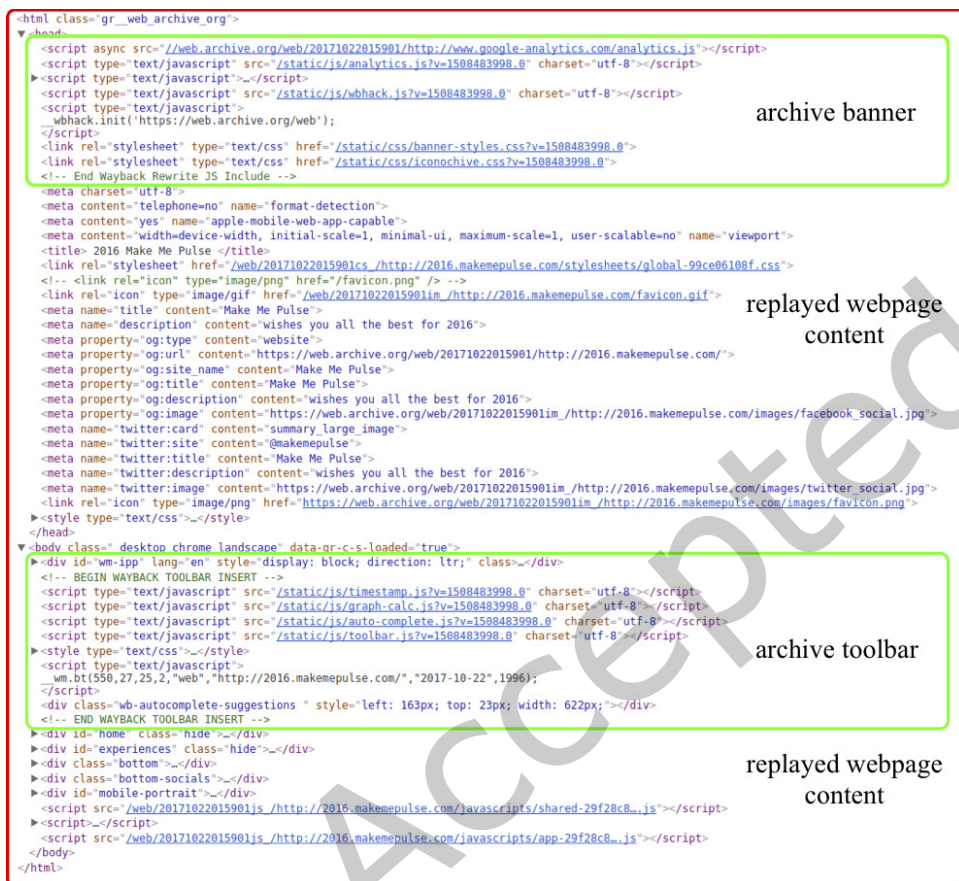 <html class="gr__web_archive_org">
▼<head>
<script async src="//web.archive.org/web/20171022015901/http://www.google-analytics.com/analytics.js"></script>
<script type="text/javascript" src="/static/js/analytics.js?v=1508483998.0" charset="utf-8"></script>
▶<script type="text/javascript">…</script>
<script type="text/javascript" src="/static/js/wbhack.js?v=1508483998.0" charset="utf-8"></script>
<script type="text/javascript">
__wbhack.init('https://web.archive.org/web');
</script>
<link rel="stylesheet" type="text/css" href="/static/css/banner-styles.css?v=1508483998.0">
<link rel="stylesheet" type="text/css" href="/static/css/iconochive.css?v=1508483998.0">
<!-- End Wayback Rewrite JS Include -->
archive banner
<meta charset="utf-8">
<meta content="telephone=no" name="format-detection">
<meta content="yes" name="apple-mobile-web-app-capable">
<meta content="width=device-width, initial-scale=1, minimal-ui, maximum-scale=1, user-scalable=no" name="viewport">
<title> 2016 Make Me Pulse </title>
<link rel="stylesheet" href="/web/20171022015901cs_/http://2016.makemepulse.com/stylesheets/global-99ce06108f.css">
<!-- <link rel="icon" type="image/png" href="/favicon.png" /> -->
<link rel="icon" type="image/gif" href="/web/20171022015901im_/http://2016.makemepulse.com/favicon.gif">
<meta name="title" content="Make Me Pulse">
<meta name="description" content="wishes you all the best for 2016">
<meta property="og:type" content="website">
<meta property="og:url" content="https://web.archive.org/web/20171022015901/http://2016.makemepulse.com/">
<meta property="og:site_name" content="Make Me Pulse">
<meta property="og:title" content="Make Me Pulse">
<meta property="og:description" content="wishes you all the best for 2016">
<meta property="og:image" content="https://web.archive.org/web/20171022015901im_/http://2016.makemepulse.com/images/facebook_social.jpg">
<meta name="twitter:card" content="summary_large_image">
<meta name="twitter:site" content="@makemepulse">
<meta name="twitter:title" content="Make Me Pulse">
<meta name="twitter:description" content="wishes you all the best for 2016">
<meta name="twitter:image" content="https://web.archive.org/web/20171022015901im_/http://2016.makemepulse.com/images/twitter_social.jpg">
<link rel="icon" type="image/png" href="https://web.archive.org/web/20171022015901im_/http://2016.makemepulse.com/images/favicon.png">
▶<style type="text/css">…</style>
</head>
replayed webpage
content
▼<body class=" desktop chrome landscape" data-gr-c-s-loaded="true">
▶<div id="wm-ipp" lang="en" style="display: block; direction: ltr;" class>…</div>
<!-- BEGIN WAYBACK TOOLBAR INSERT -->
<script type="text/javascript" src="/static/js/timestamp.js?v=1508483998.0" charset="utf-8"></script>
<script type="text/javascript" src="/static/js/graph-calc.js?v=1508483998.0" charset="utf-8"></script>
<script type="text/javascript" src="/static/js/auto-complete.js?v=1508483998.0" charset="utf-8"></script>
<script type="text/javascript" src="/static/js/toolbar.js?v=1508483998.0" charset="utf-8"></script>
▶<style type="text/css">…</style>
<script type="text/javascript">
__wm.bt(550,27,25,2,"web","http://2016.makemepulse.com/","2017-10-22",1996);
</script>
<div class="wb-autocomplete-suggestions " style="left: 163px; top: 23px; width: 622px;"></div>
<!-- END WAYBACK TOOLBAR INSERT -->
archive toolbar
▶<div id="home" class="hide">…</div>
▶<div id="experiences" class="hide">…</div>
▶<div class="bottom">…</div>
▶<div class="bottom-socials">…</div>
▶<div id="mobile-portrait">…</div>
<script src="/web/20171022015901js_/http://2016.makemepulse.com/javascripts/shared-29f28c8….js"></script>
▶<script>…</script>
<script src="/web/20171022015901js_/http://2016.makemepulse.com/javascripts/app-29f28c8….js"></script>
</body>
</html>
replayed webpage
content
Accepted